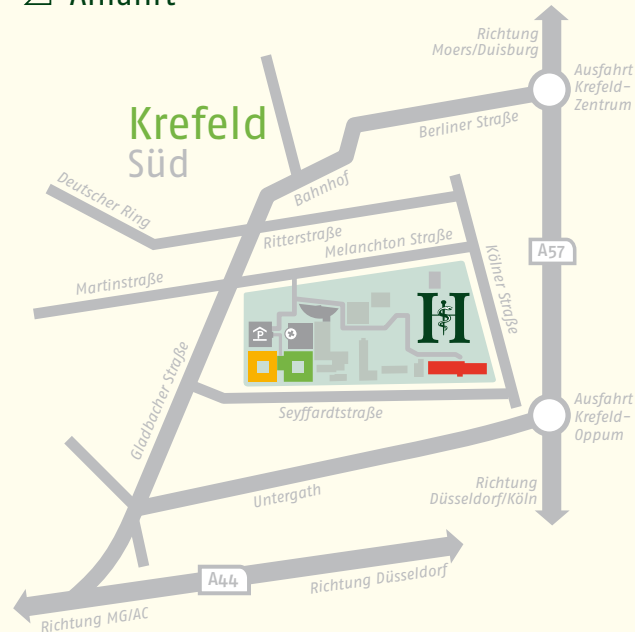 Anfahrt
Richtung
Moers/Duisburg
Ausfahrt
Krefeld-
Zentrum
Krefeld
Süd
Berliner Straße
Bahnhof
Deutscher Ring
Ritterstraße
Melanchton Straße
Kölner Straße
A57
Martinstraße
P
H
Gladbacher Straße
Seyffardtstraße
Ausfahrt
Krefeld-
Oppum
Untergath
Richtung
Düsseldorf/Köln
A44
Richtung Düsseldorf
Richtung MG/AC